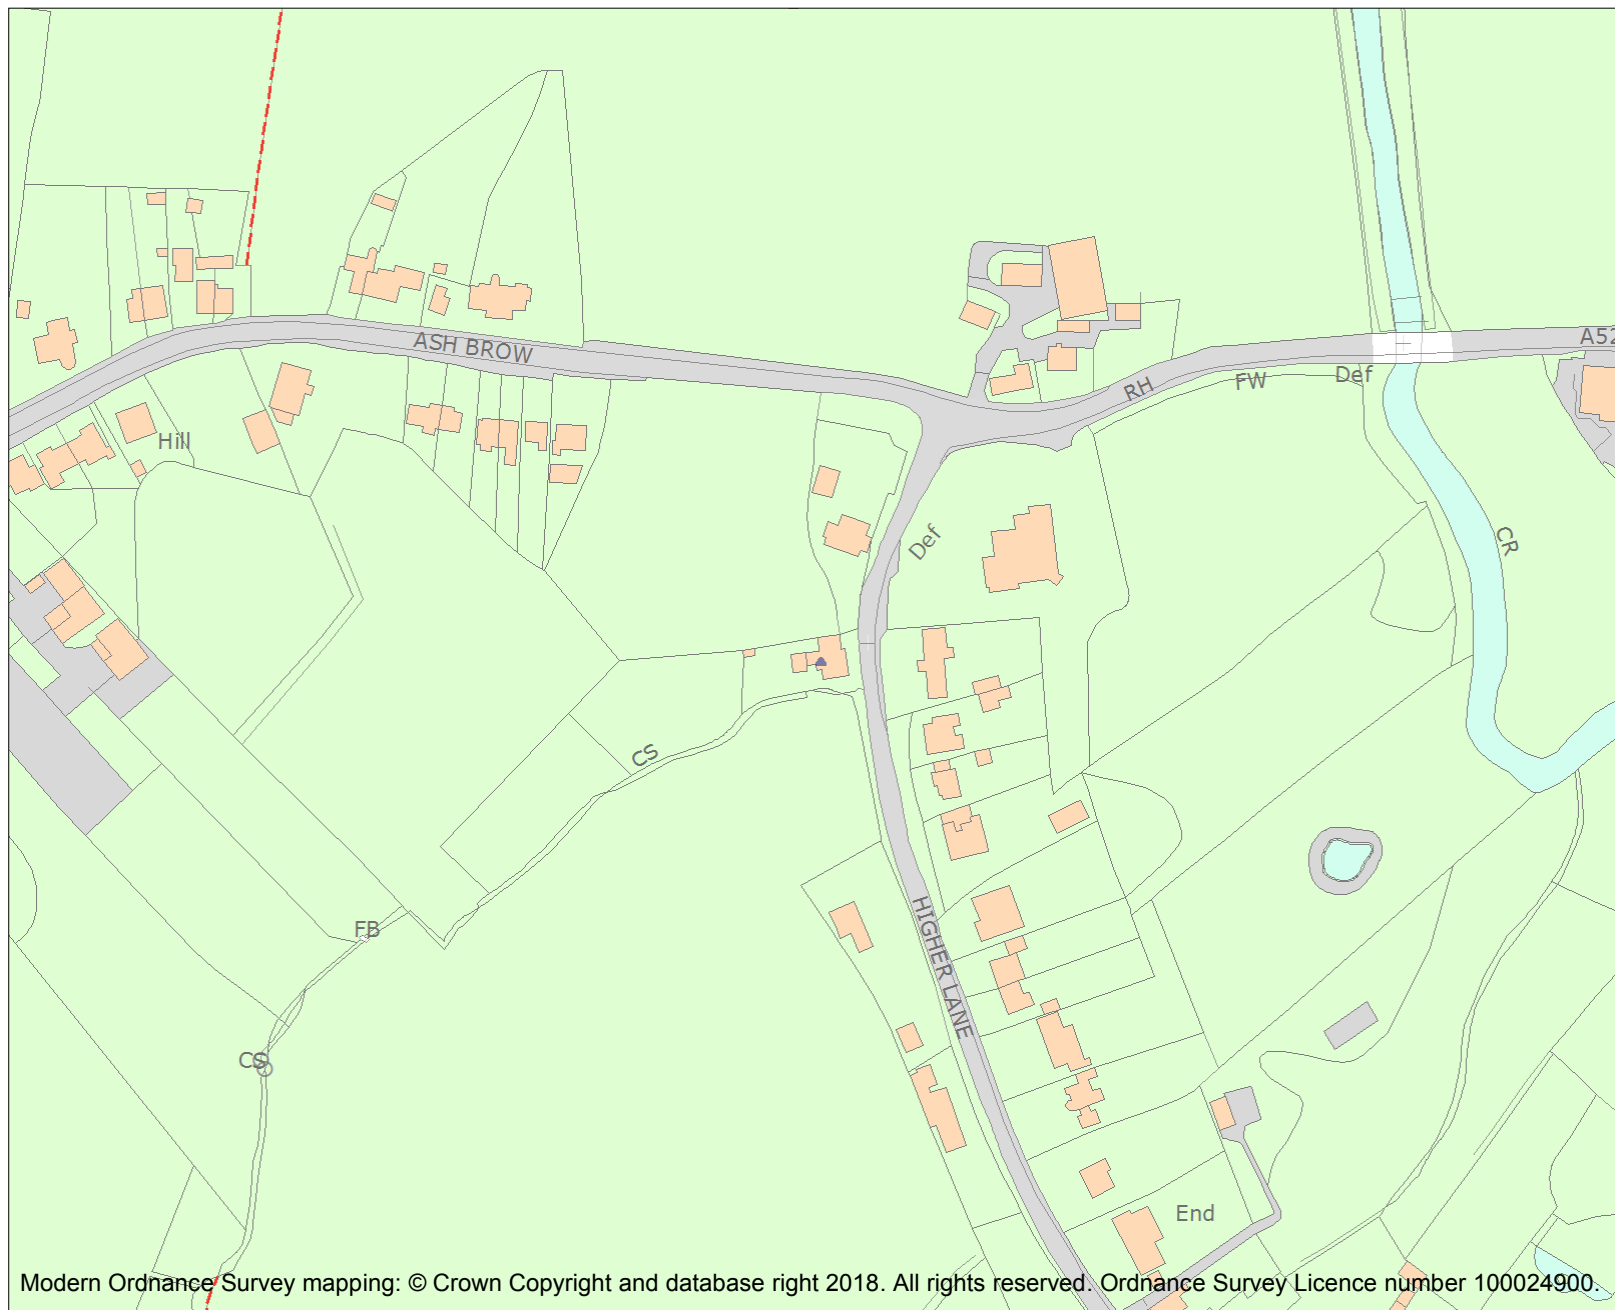 A52
ASH BROW
RH
FW
Def
Hill
Def
CR
CS
HIGHER LANE
FB
CS
End
Modern Ordnance Survey mapping: © Crown Copyright and database right 2018. All rights reserved. Ordnance Survey Licence number 100024900.